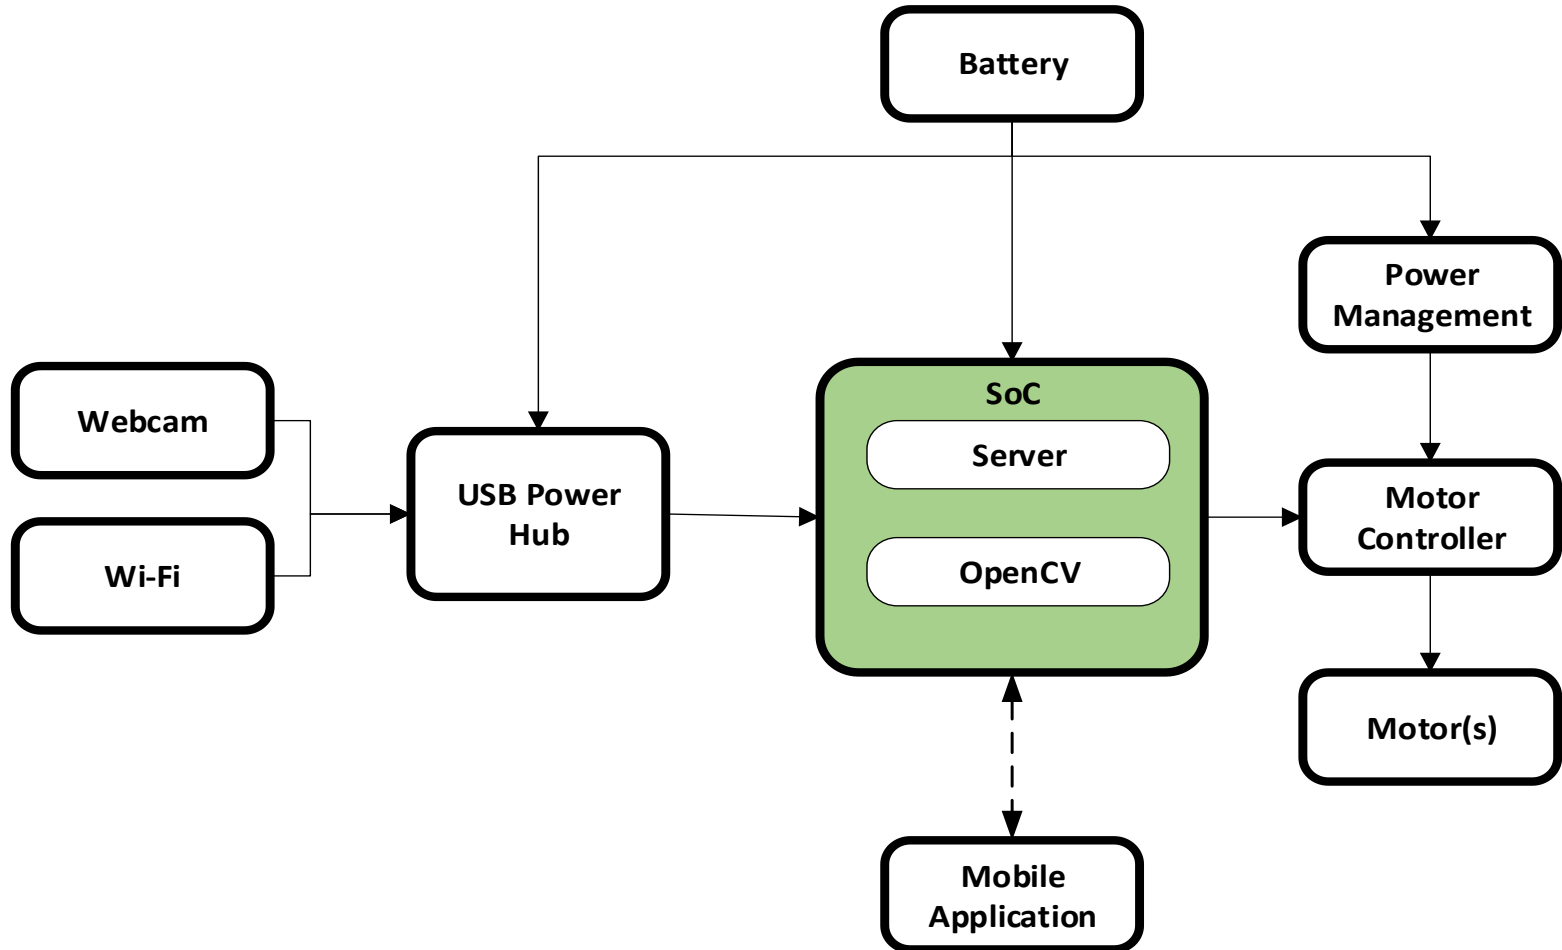 Battery
Power
Management
Webcam
SoC
Server
USB Power
Hub
Motor
Controller
Wi-Fi
OpenCV
Motor(s)
Mobile
Application